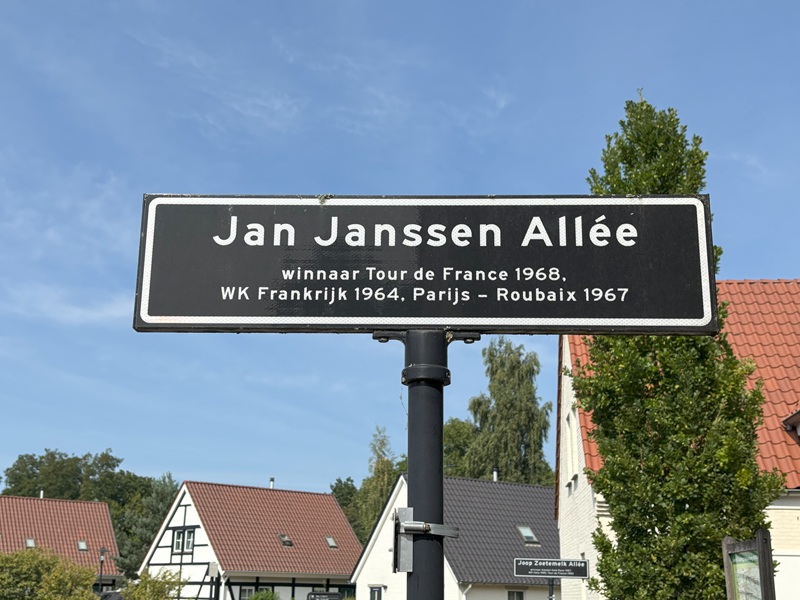 Jan Janssen Allée
winnaar Tour de France 1968,
WK Frankrijk 1964, Parijs – Roubaix 1967
Joop Zoetemelk Allée